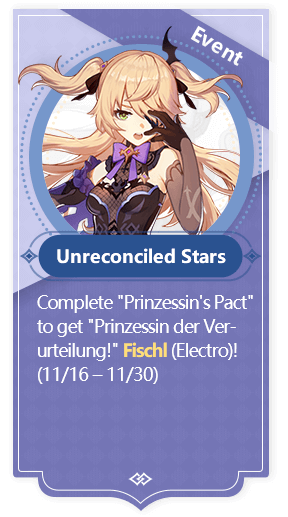 Event
Unreconciled Stars
Complete "Prinzessin's Pact"
to get "Prinzessin der Ver-
urteilung!" Fischl (Electro)!
(11/16 – 11/30)